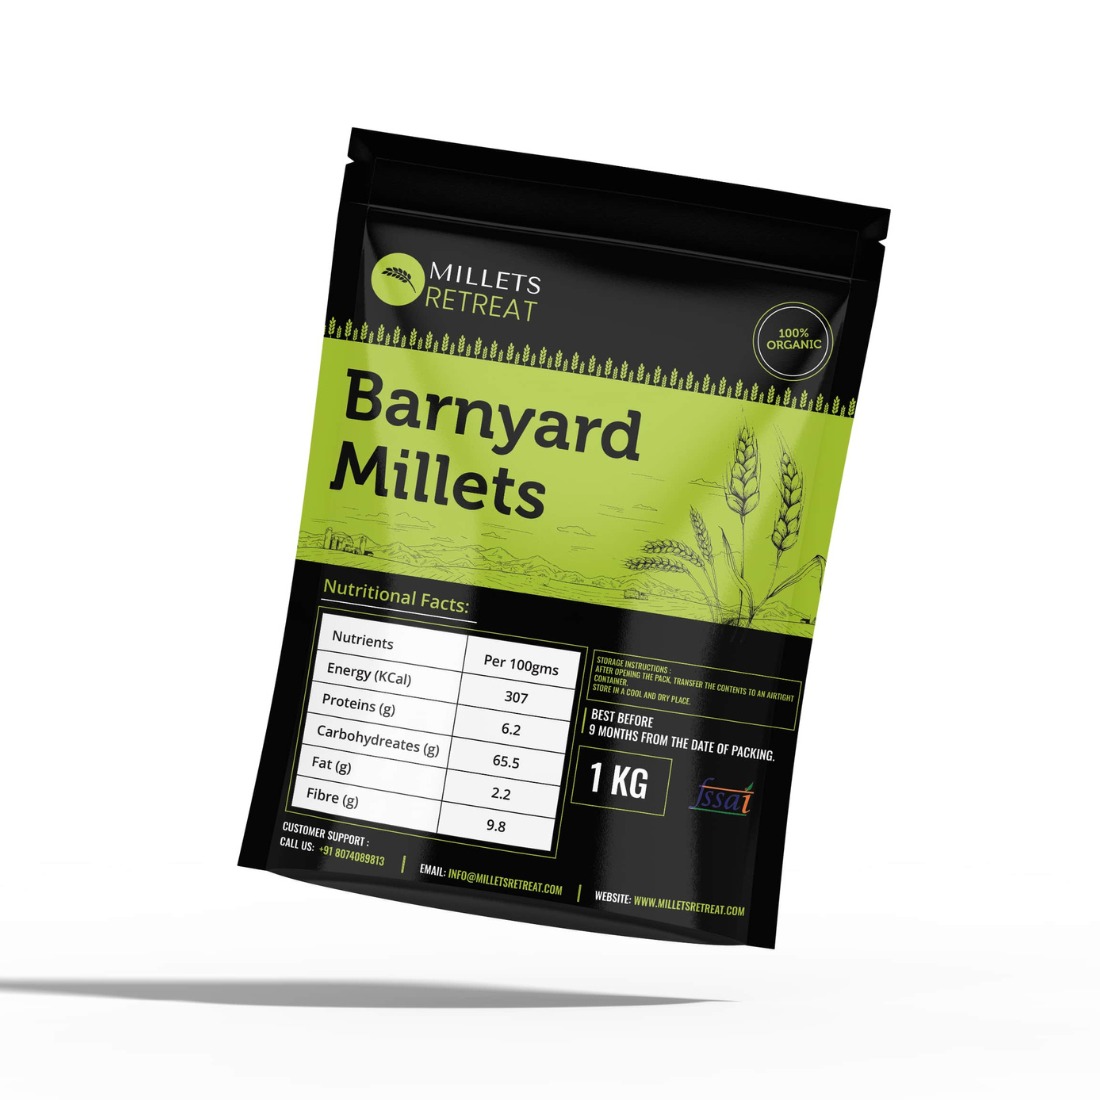 MILLETS
RETREAT
100%
ORGANIC
Barnyard
Millets
Nutritional Facts:
Nutrients Per 100gms
Energy (KCal) 307
Proteins (g) 6.2
Carbohydreates (g) 65.5
Fat (g) 2.2
Fibre (g) 9.8
STORAGE INSTRUCTIONS :
AFTER OPENING THE PACK, TRANSFER THE CONTENTS TO AN AIRTIGHT
CONTAINER.
STORE IN A COOL AND DRY PLACE.
BEST BEFORE
9 MONTHS FROM THE DATE OF PACKING.
1 KG
fssai
CUSTOMER SUPPORT :
CALL US: +91 8074089813
EMAIL: INFO@MILLETSRETREAT.COM
WEBSITE: WWW.MILLETSRETREAT.COM